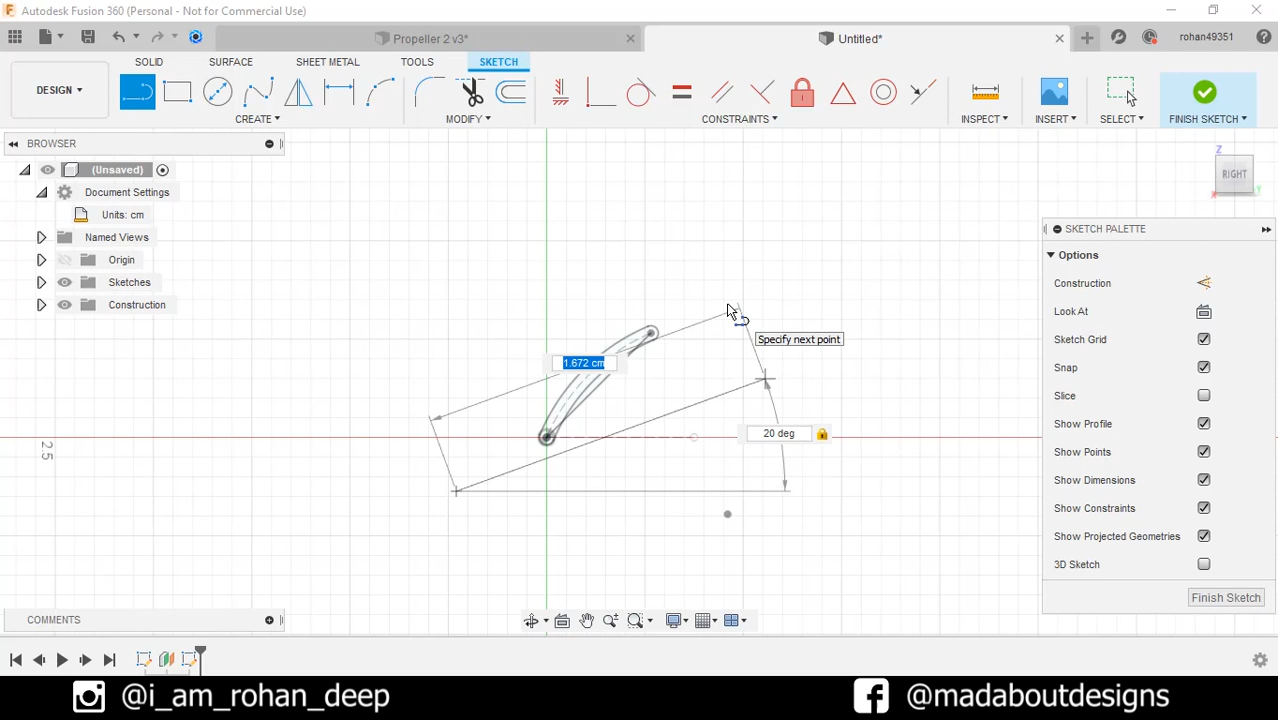 Autodesk Fusion 360 (Personal - Not for Commercial Use)
Propeller 2 v3*
Untitled*
rohan49351
SOLID SURFACE SHEET METAL TOOLS SKETCH
DESIGN
CREATE MODIFY CONSTRAINTS INSPECT INSERT SELECT FINISH SKETCH
BROWSER
(Unsaved)
Document Settings
Units: cm
Named Views
Origin
Sketches
Construction
Z
RIGHT
X
Y
SKETCH PALETTE
Options
Construction
Look At
Sketch Grid
Snap
Slice
Show Profile
Show Points
Show Dimensions
Show Constraints
Show Projected Geometries
3D Sketch
Finish Sketch
Specify next point
1.672 cm
20 deg
2.5
COMMENTS
@i_am_rohan_deep
@madaboutdesigns